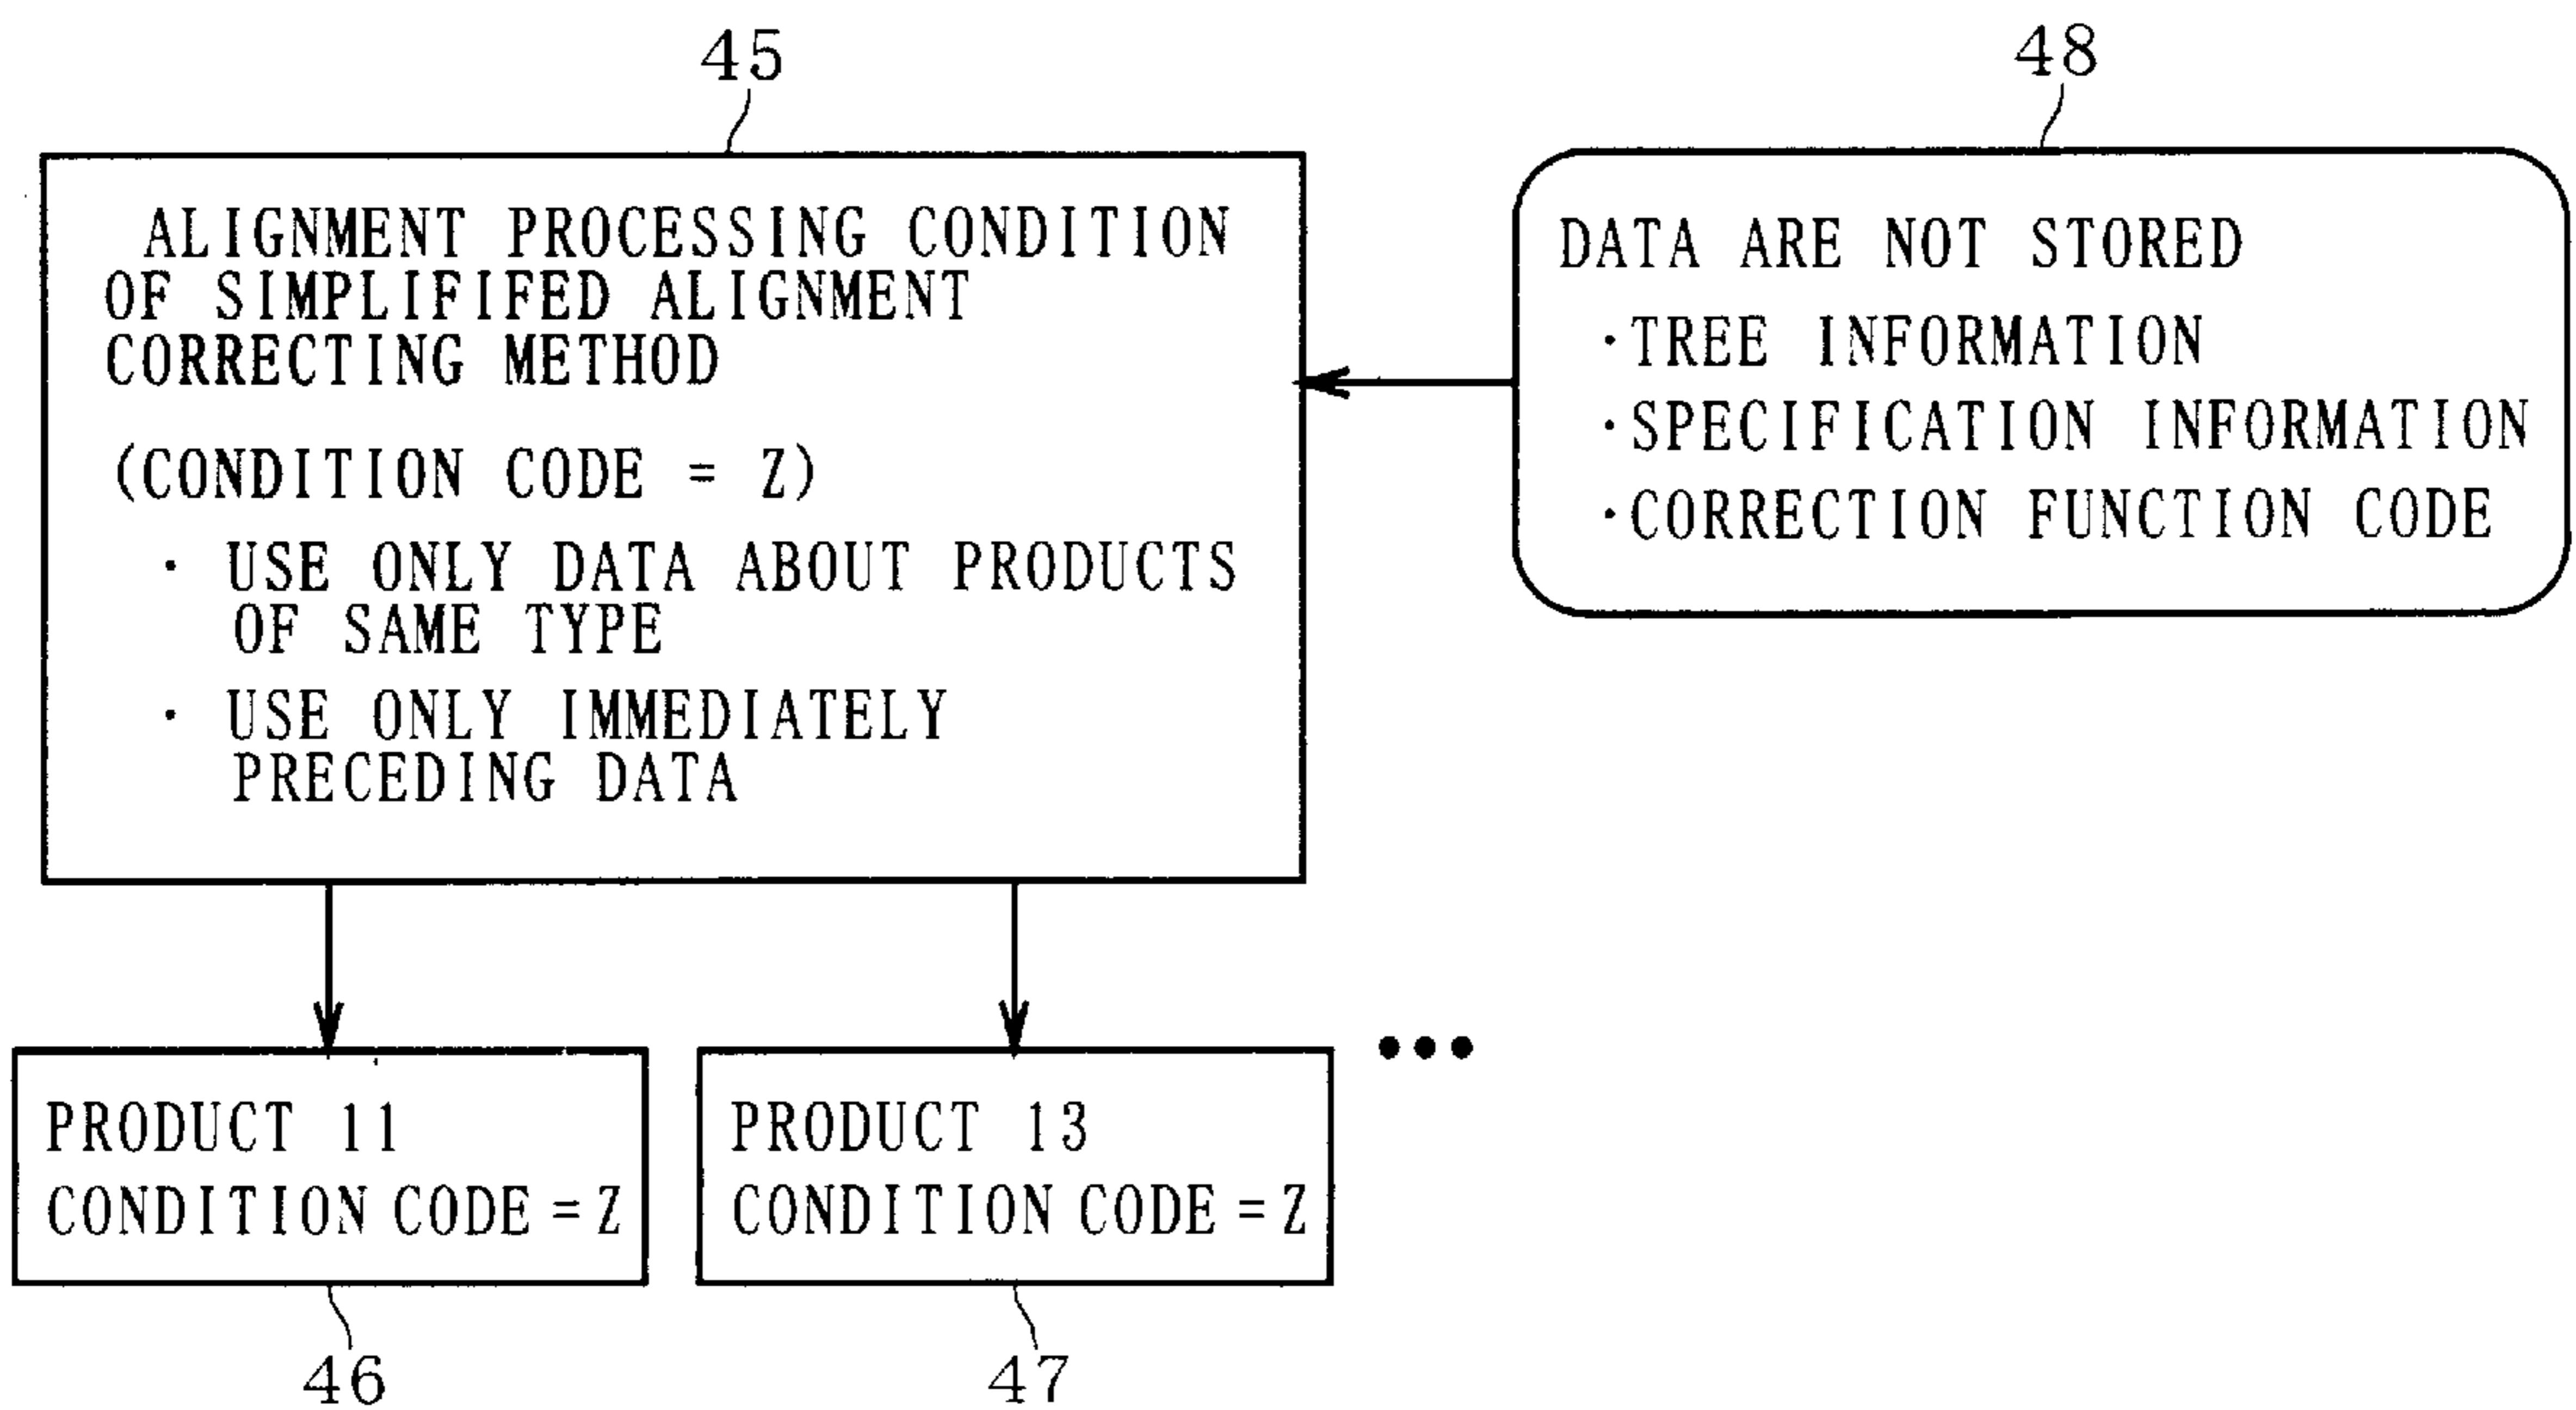 45
ALIGNMENT PROCESSING CONDITION
OF SIMPLIFIFED ALIGNMENT
CORRECTING METHOD
(CONDITION CODE = Z)
· USE ONLY DATA ABOUT PRODUCTS
OF SAME TYPE
· USE ONLY IMMEDIATELY
PRECEDING DATA
48
DATA ARE NOT STORED
·TREE INFORMATION
·SPECIFICATION INFORMATION
·CORRECTION FUNCTION CODE
PRODUCT 11
CONDITION CODE = Z
46
PRODUCT 13
CONDITION CODE = Z
47
•••